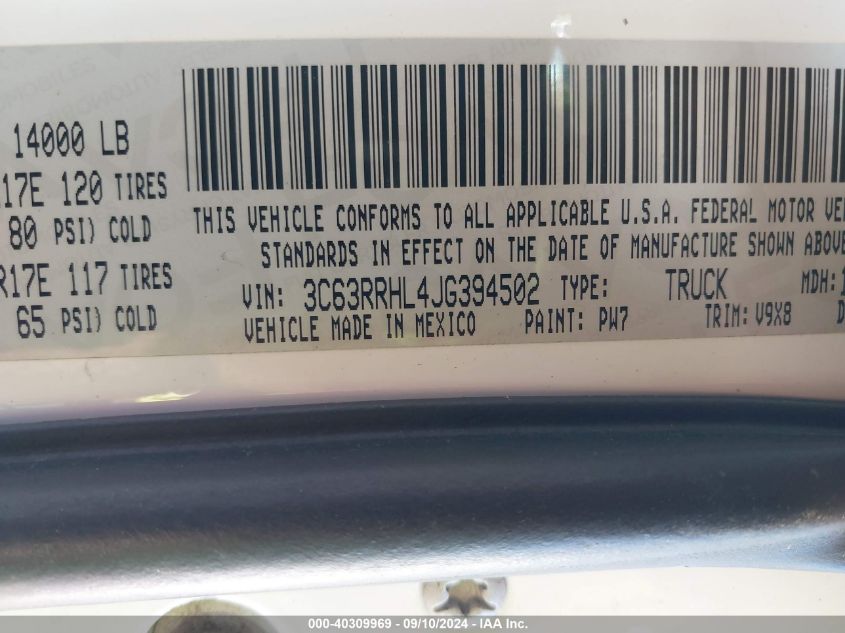 14000 LB
R17E 120 TIRES
80 PSI) COLD
R17E 117 TIRES
65 PSI) COLD
THIS VEHICLE CONFORMS TO ALL APPLICABLE U.S.A. FEDERAL MOTOR VE
STANDARDS IN EFFECT ON THE DATE OF MANUFACTURE SHOWN ABOVE
VIN: 3C63RRHL4JG394502 TYPE: TRUCK MDH:1
VEHICLE MADE IN MEXICO PAINT: PW7 TRIM: V9X8
000-40309969 - 09/10/2024 - IAA Inc.